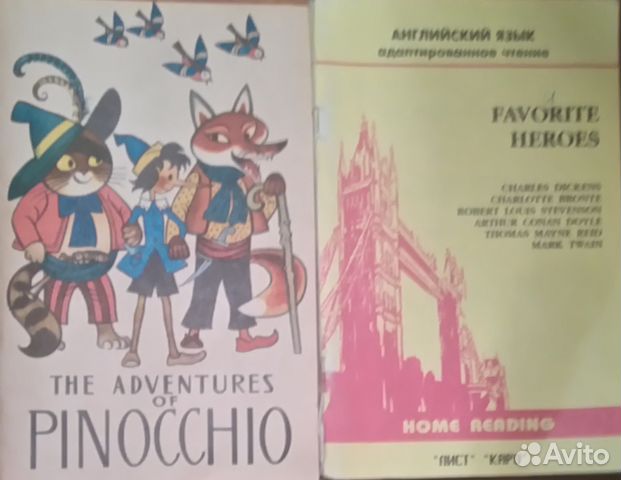 THE ADVENTURES
OF
PINOCCHIO
АНГЛИЙСКИЙ ЯЗЫК
адаптированное чтение
FAVORITE
HEROES
CHARLES DICKENS
CHARLOTTE BRONTE
ROBERT LOUIS STEVENSON
ARTHUR CONAN DOYLE
THOMAS MAYNE REID
MARK TWAIN
HOME READING
"ЛИСТ" "КАРО"
Avito